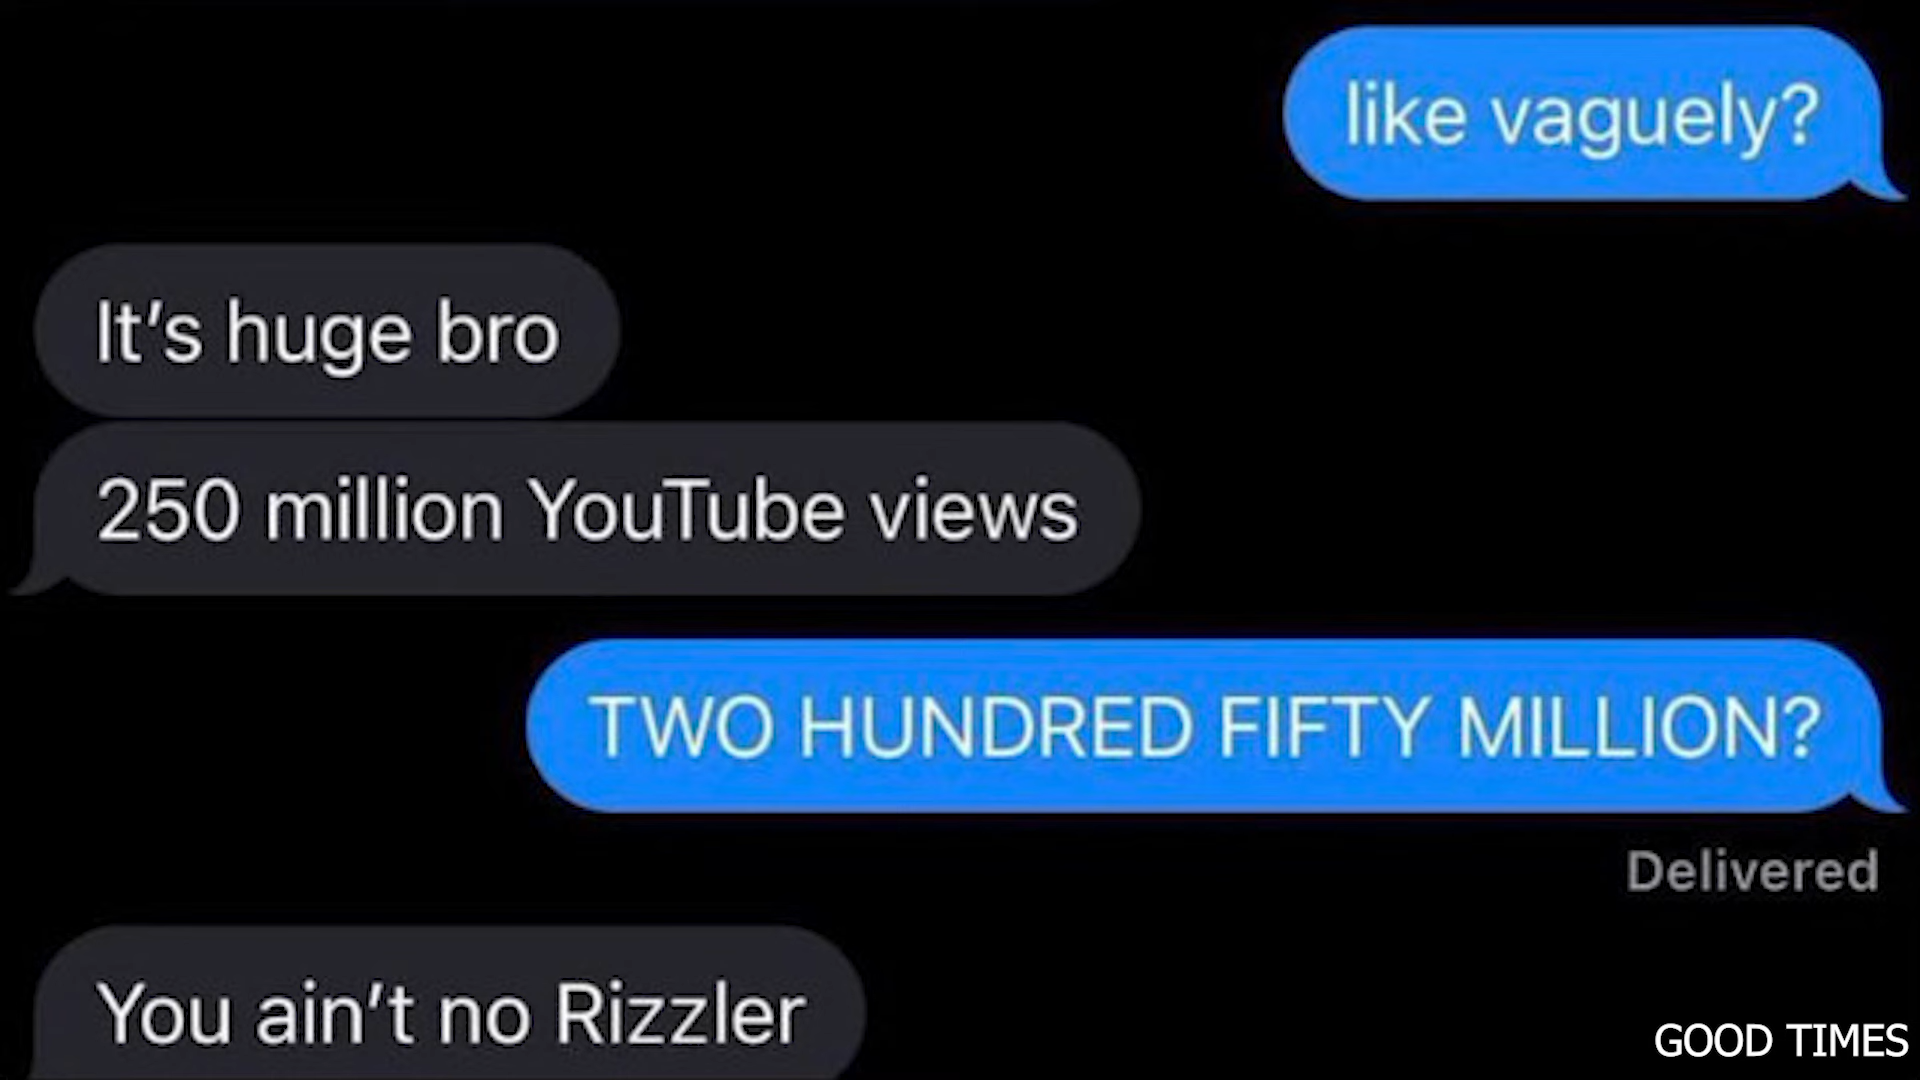 like vaguely?
It’s huge bro
250 million YouTube views
TWO HUNDRED FIFTY MILLION?
Delivered
You ain’t no Rizzler
GOOD TIMES